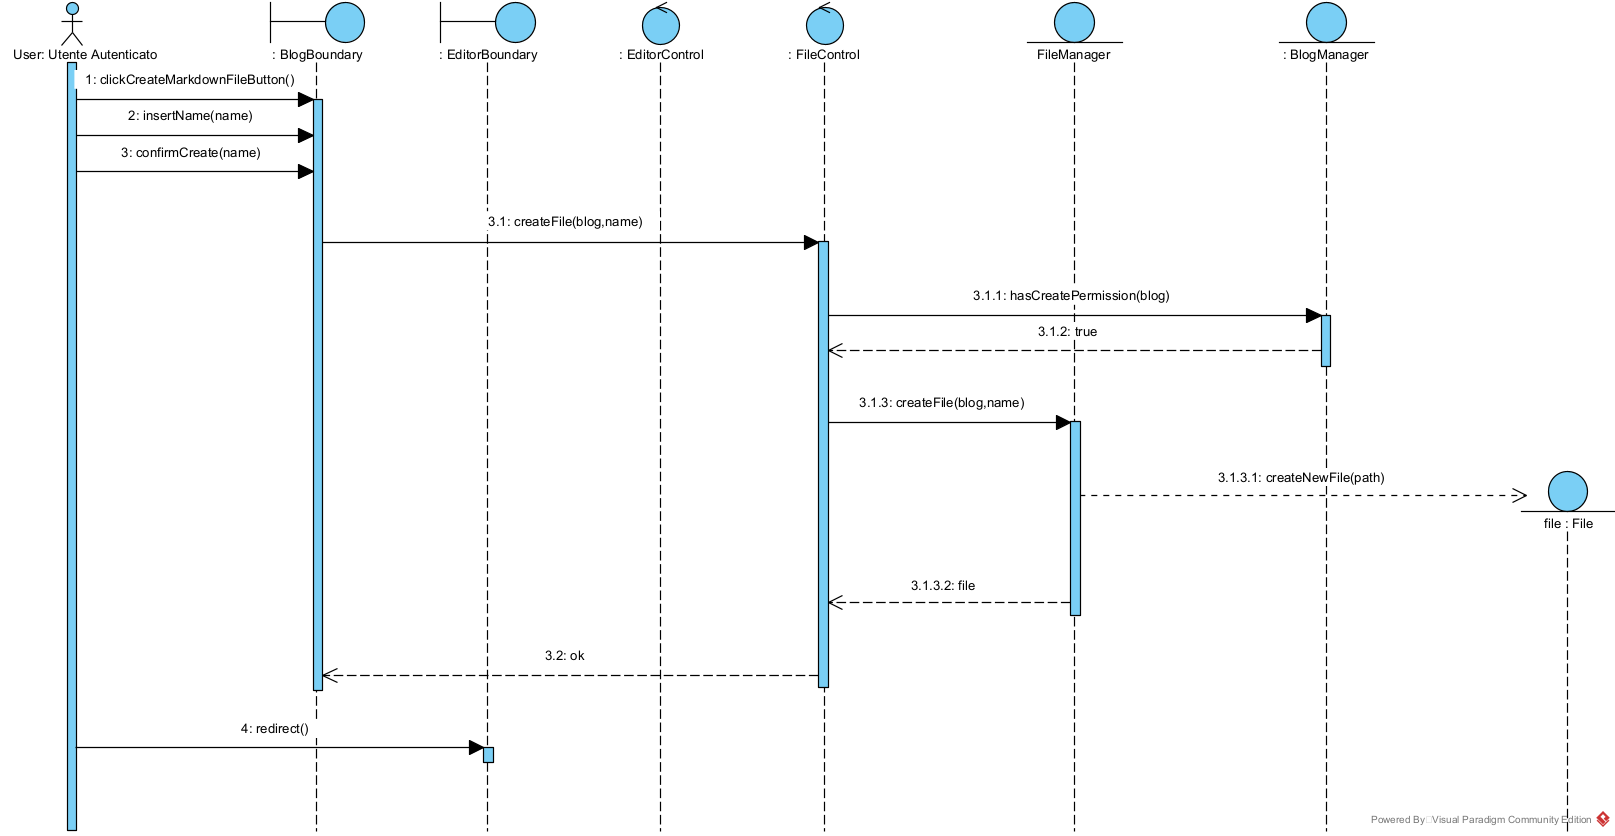 User: Utente Autenticato
: BlogBoundary
: EditorBoundary
: EditorControl
: FileControl
FileManager
: BlogManager
1: clickCreateMarkdownFileButton()
2: insertName(name)
3: confirmCreate(name)
3.1: createFile(blog,name)
3.1.1: hasCreatePermission(blog)
3.1.2: true
3.1.3: createFile(blog,name)
3.1.3.1: createNewFile(path)
file : File
3.1.3.2: file
3.2: ok
4: redirect()
Powered By Visual Paradigm Community Edition